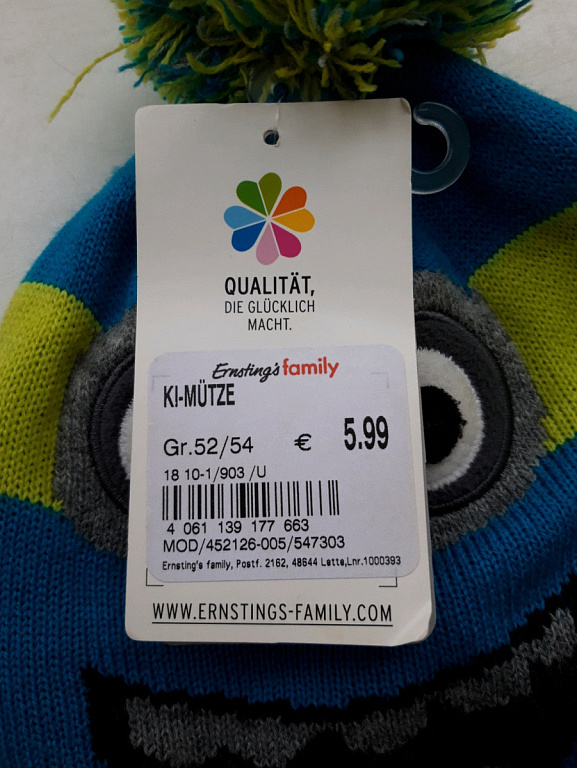 QUALITÄT,
DIE GLÜCKLICH
MACHT.
Ernsting's family
KI-MÜTZE
Gr.52/54 € 5.99
18 10-1/903 /U
4 061 139 177 663
MOD/452126-005/547303
Ernsting's family, Postf. 2162, 48644 Lette,Lnr.1000393
WWW.ERNSTINGS-FAMILY.COM